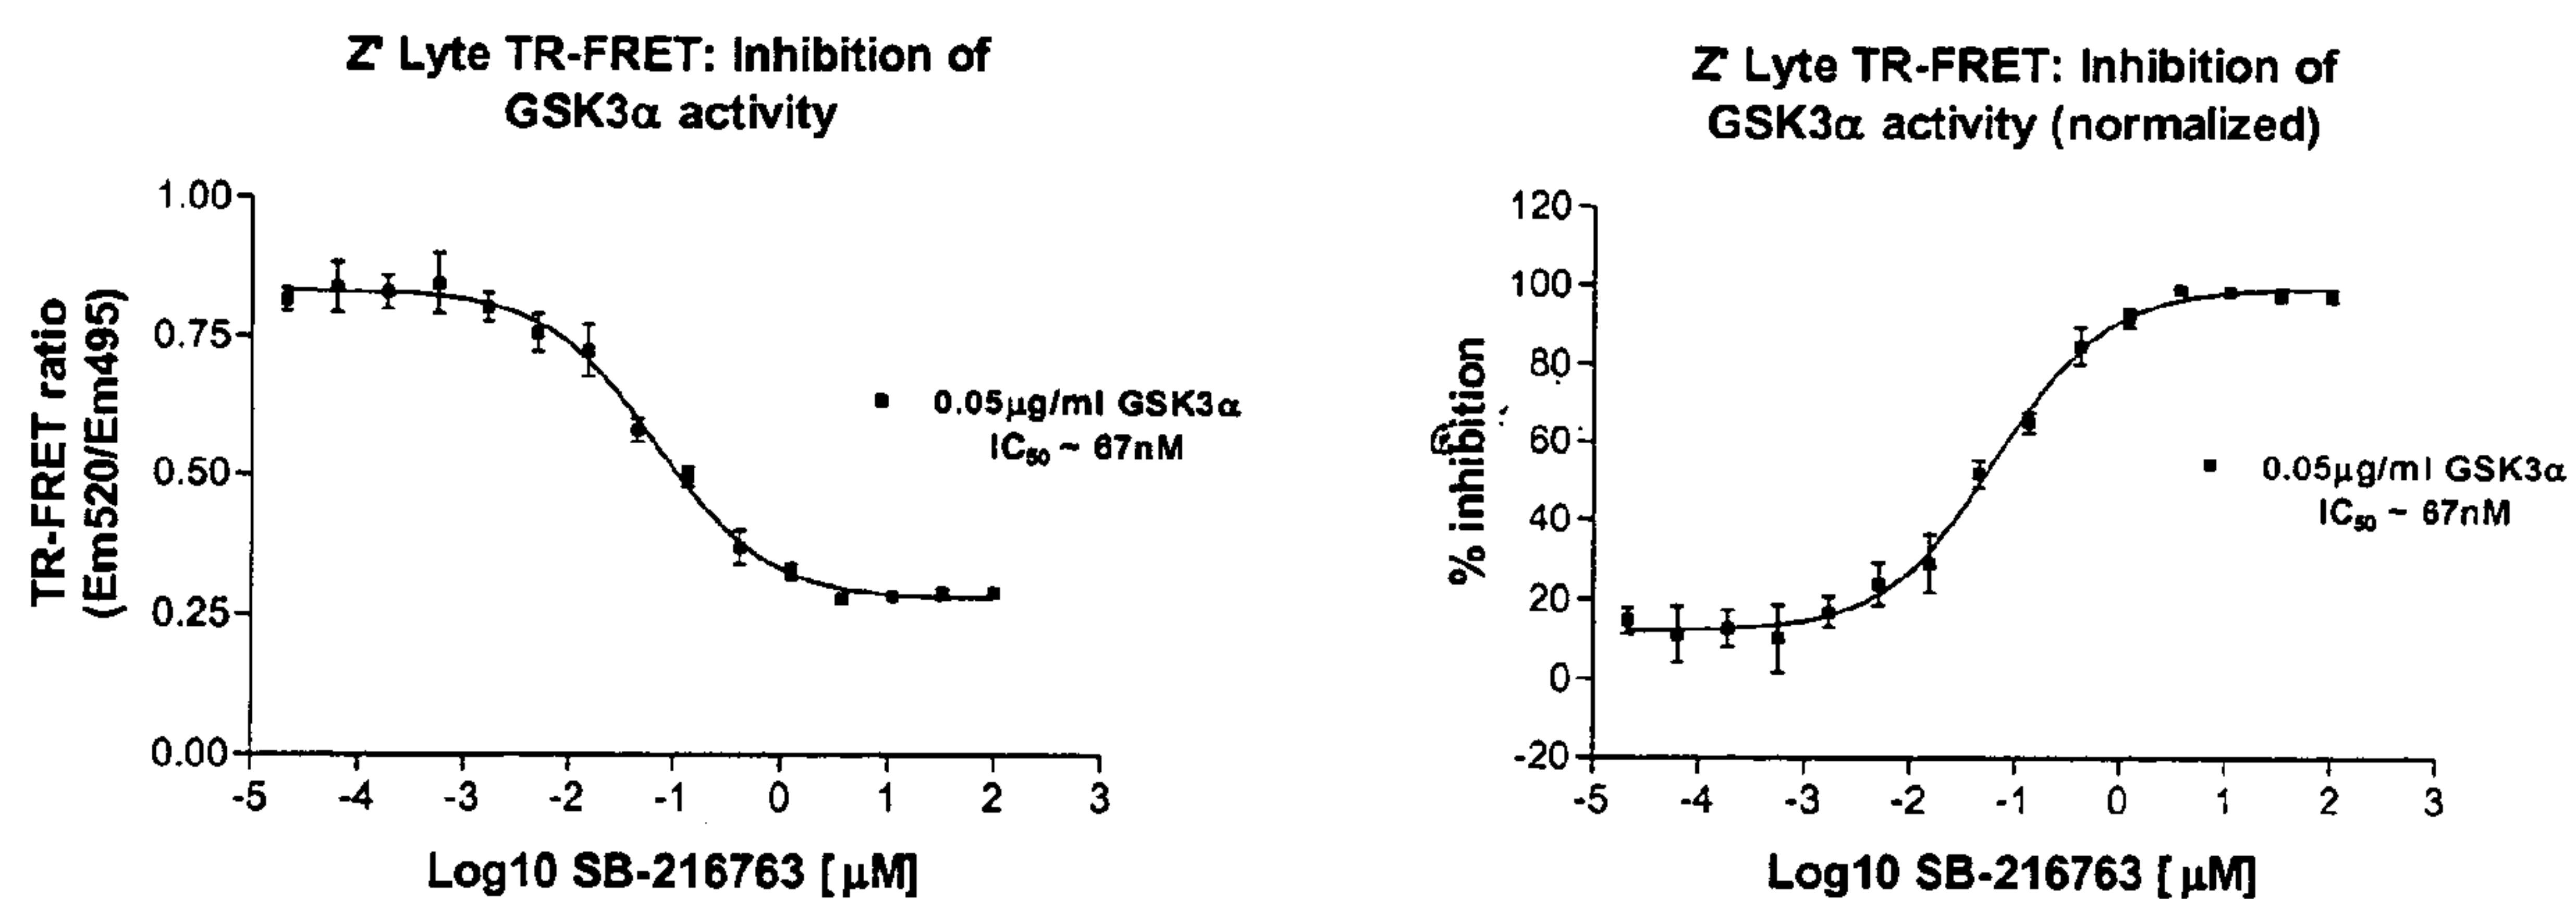 Z' Lyte TR-FRET: Inhibition of
GSK3α activity
1.00
0.75
0.50
0.25
0.00
TR-FRET ratio
(Em520/Em495)
-5 -4 -3 -2 -1 0 1 2 3
Log10 SB-216763 [μM]
0.05μg/ml GSK3α
IC50 ~ 67nM
Z' Lyte TR-FRET: Inhibition of
GSK3α activity (normalized)
120
100
80
60
40
20
0
-20
% inhibition
-5 -4 -3 -2 -1 0 1 2 3
Log10 SB-216763 [μM]
0.05μg/ml GSK3α
IC50 ~ 67nM